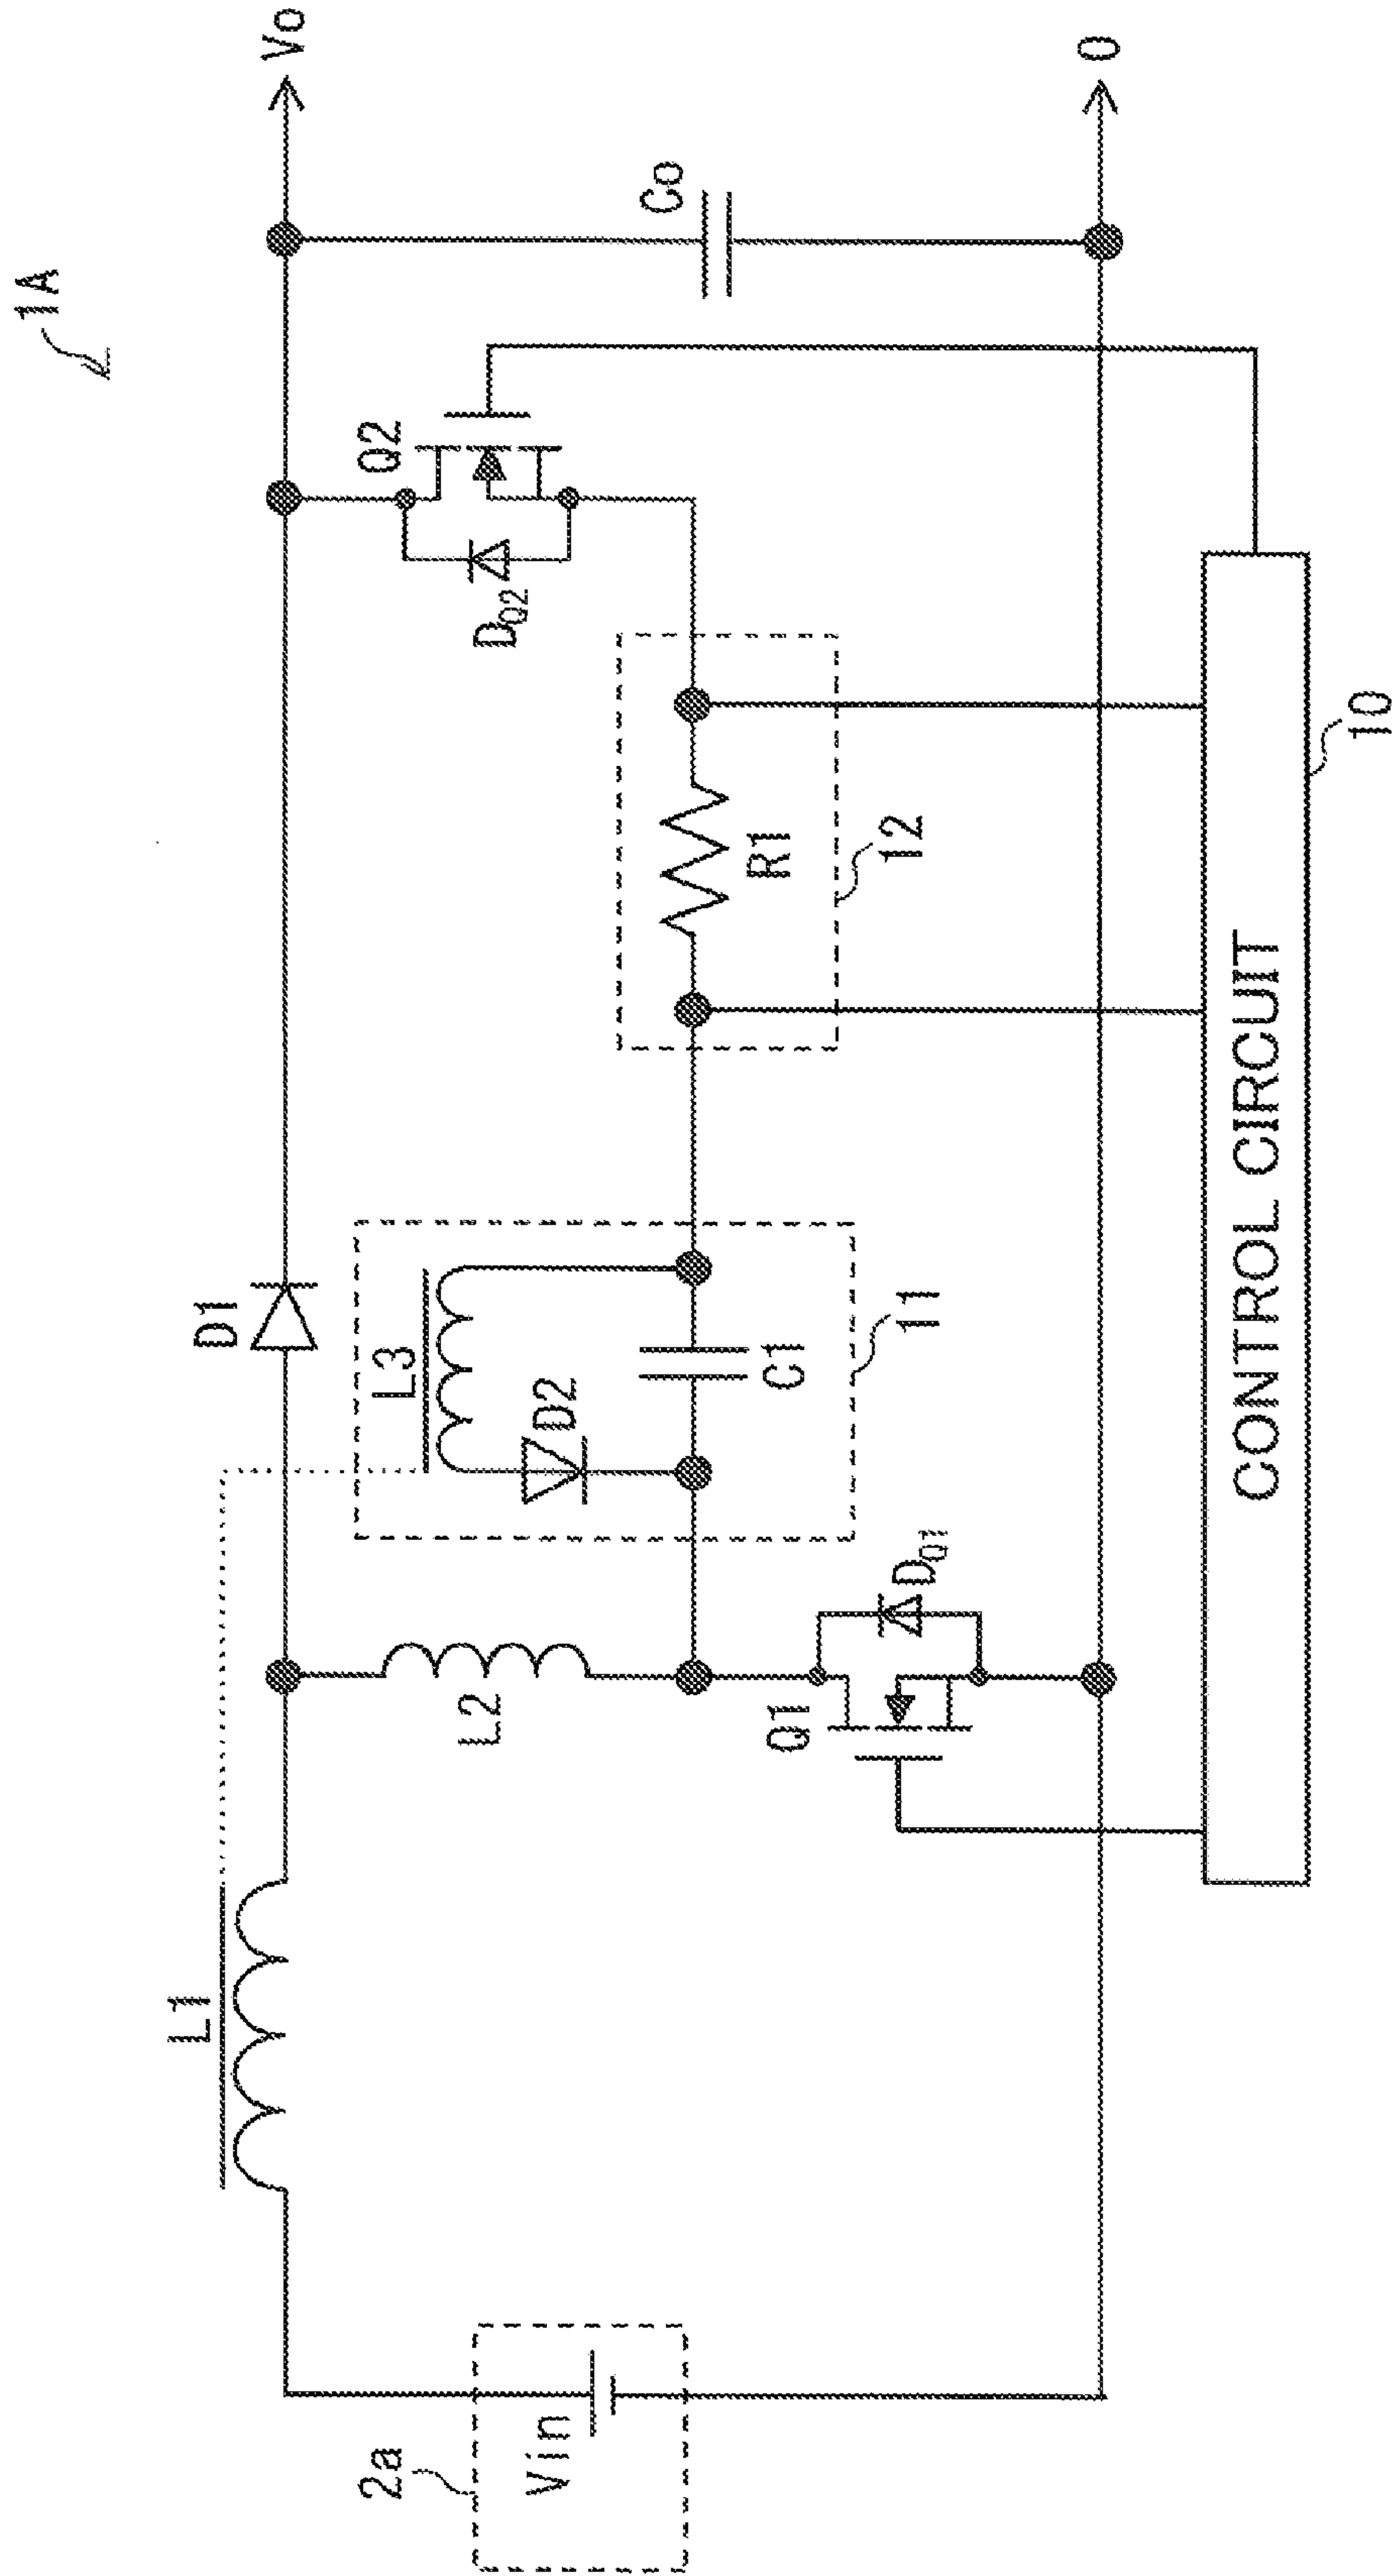 1A
L1
D1
Vo
L2
L3
D2
C1
11
Q2
DQ2
R1
12
Co
2a
Vin
Q1
DQ1
0
CONTROL CIRCUIT
10